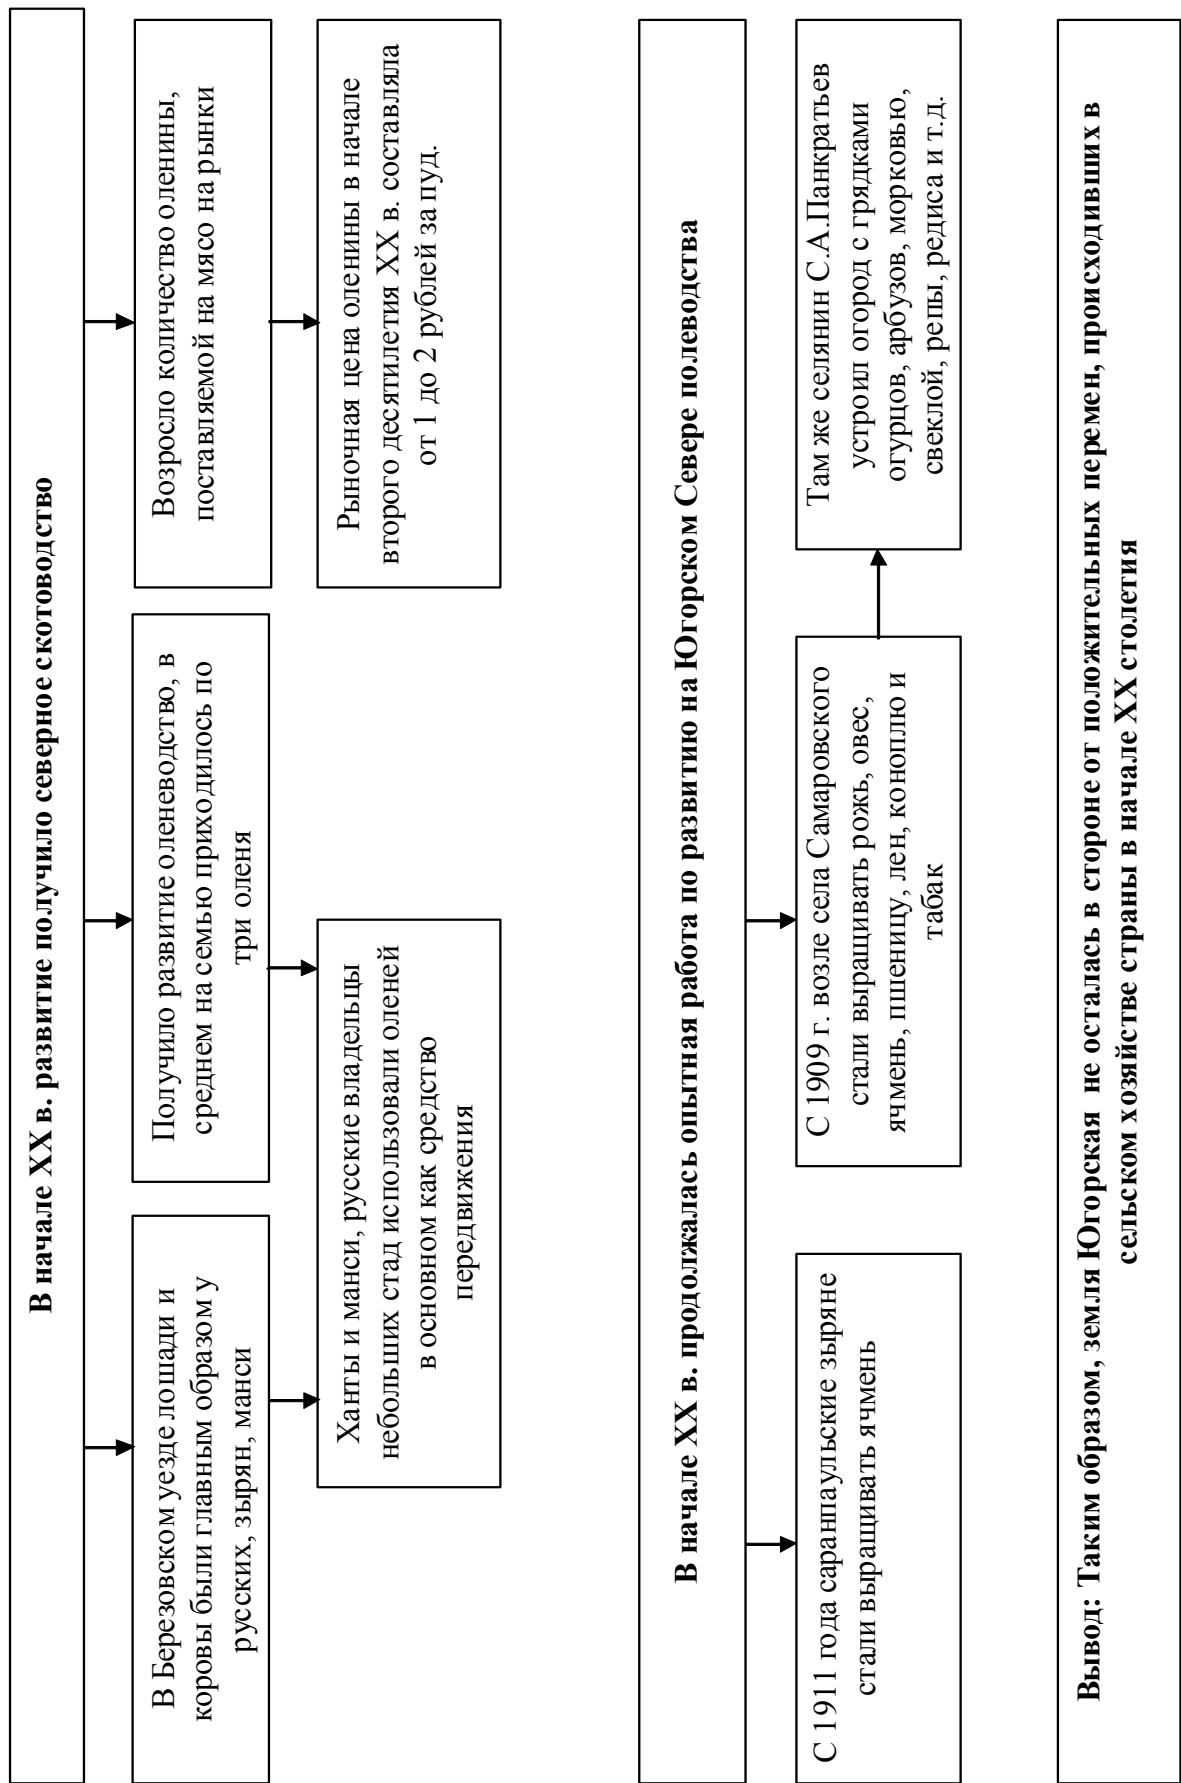 В начале XX в. развитие получило северное скотоводство
В Березовском уезде лошади и
коровы были главным образом у
русских, зырян, манси
Получило развитие оленеводство, в
среднем на семью приходилось по
три оленя
Возросло количество оленины,
поставляемой на мясо на рынки
Ханты и манси, русские владельцы
небольших стад использовали оленей
в основном как средство
передвижения
Рыночная цена оленины в начале
второго десятилетия XX в. составляла
от 1 до 2 рублей за пуд.
В начале XX в. продолжалась опытная работа по развитию на Югорском Севере полеводства
С 1911 года саранпаульские зыряне
стали выращивать ячмень
С 1909 г. возле села Самаровского
стали выращивать рожь, овес,
ячмень, пшеницу, лен, коноплю и
табак
Там же селянин С.А.Панкратьев
устроил огород с грядками
огурцов, арбузов, морковью,
свеклой, репы, редиса и т.д.
Вывод: Таким образом, земля Югорская не осталась в стороне от положительных перемен, происходивших в
сельском хозяйстве страны в начале XX столетия